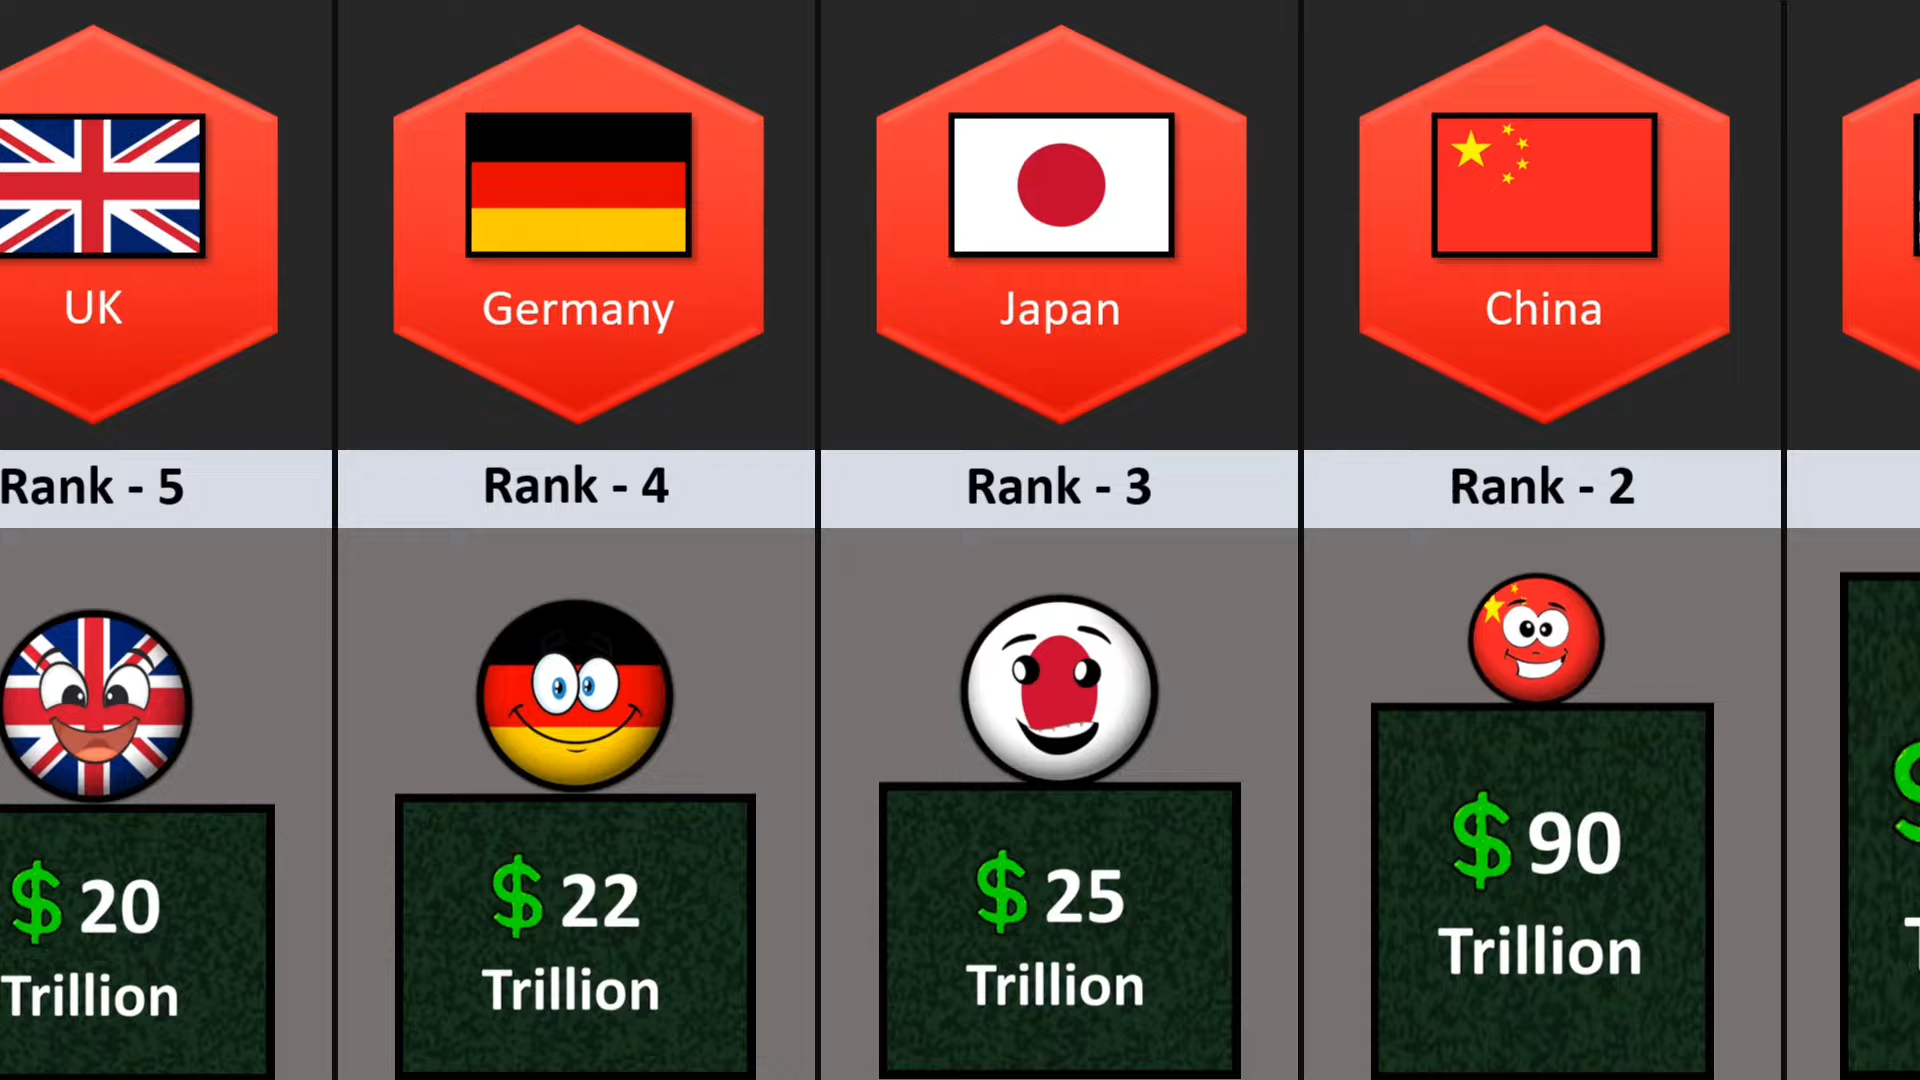 UK
Germany
Japan
China
Rank - 5
Rank - 4
Rank - 3
Rank - 2
$ 20
Trillion
$ 22
Trillion
$ 25
Trillion
$ 90
Trillion
$
T